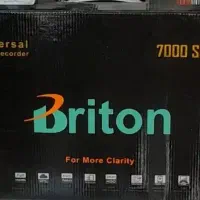 ersal
ecorder
7000 S
Briton
For More Clarity